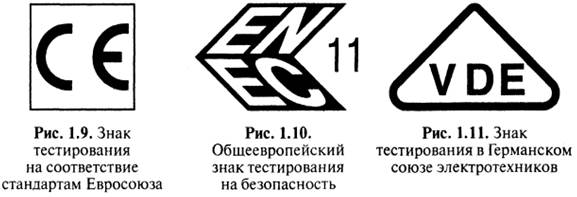 CE
EN
EC
11
VDE
Рис. 1.9. Знак
тестирования
на соответствие
стандартам Евросоюза
Рис. 1.10.
Общеевропейский
знак тестирования
на безопасность
Рис. 1.11. Знак
тестирования в Германском
союзе электротехников